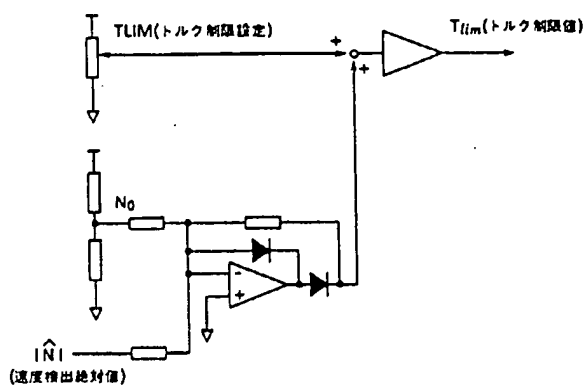 TLIM(トルク制限設定)
Tlim(トルク制限値)
+
+
N₀
-
+
|N̂|
(速度検出絶対値)